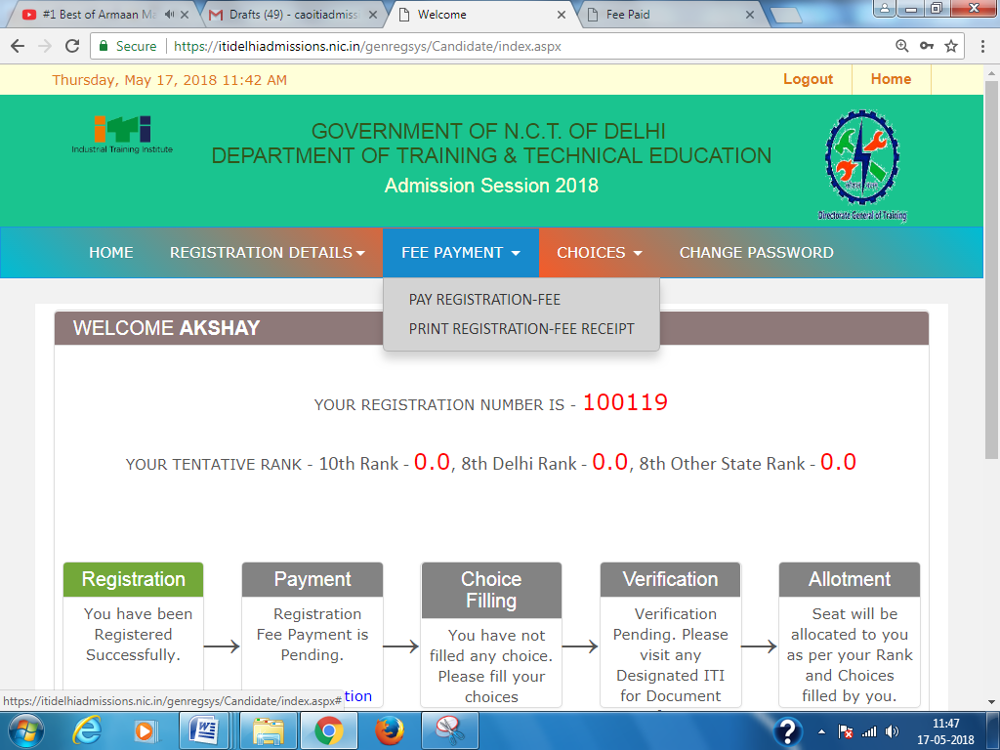 #1 Best of Armaan Ma
Drafts (49) - caoitiadmiss
Welcome
Fee Paid
Secure
https://itidelhiadmissions.nic.in/genregsys/Candidate/index.aspx
Thursday, May 17, 2018 11:42 AM
Logout
Home
Industrial Training Institute
GOVERNMENT OF N.C.T. OF DELHI
DEPARTMENT OF TRAINING & TECHNICAL EDUCATION
Admission Session 2018
Directorate General of Training
HOME
REGISTRATION DETAILS
FEE PAYMENT
CHOICES
CHANGE PASSWORD
PAY REGISTRATION-FEE
PRINT REGISTRATION-FEE RECEIPT
WELCOME AKSHAY
YOUR REGISTRATION NUMBER IS - 100119
YOUR TENTATIVE RANK - 10th Rank - 0.0, 8th Delhi Rank - 0.0, 8th Other State Rank - 0.0
Registration
You have been
Registered
Successfully.
Payment
Registration
Fee Payment is
Pending.
tion
Choice
Filling
You have not
filled any choice.
Please fill your
choices
Verification
Verification
Pending. Please
visit any
Designated ITI
for Document
Allotment
Seat will be
allocated to you
as per your Rank
and Choices
filled by you.
https://itidelhiadmissions.nic.in/genregsys/Candidate/index.aspx#
11:47
17-05-2018